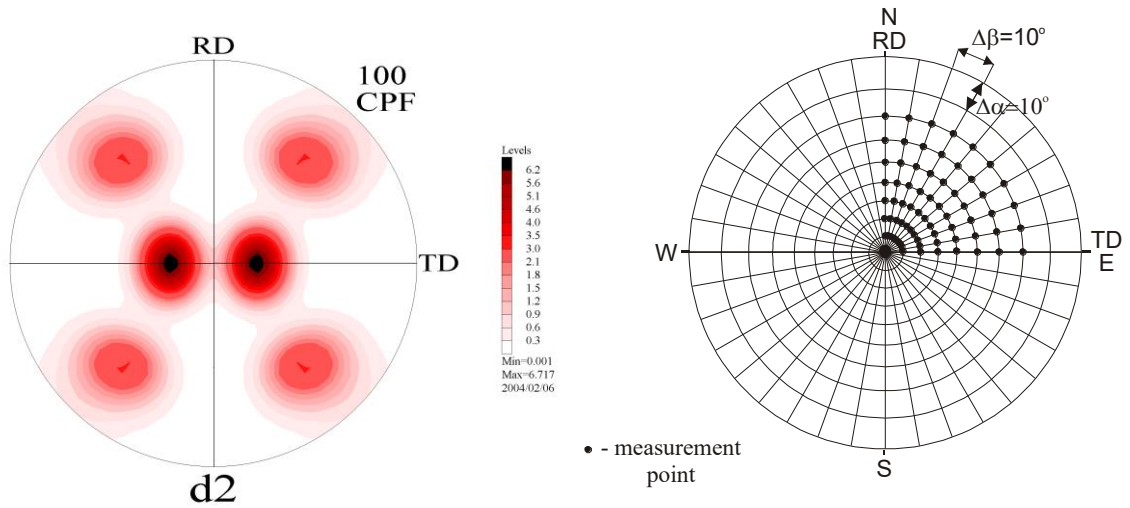 RD
100
CPF
TD
d2
Levels
6.2
5.6
5.1
4.6
4.0
3.5
3.0
2.1
1.8
1.5
1.2
0.9
0.6
0.3
Min=0.001
Max=6.717
2004/02/06
N
RD
Δβ=10°
Δα=10°
W
TD
E
S
- measurement
point